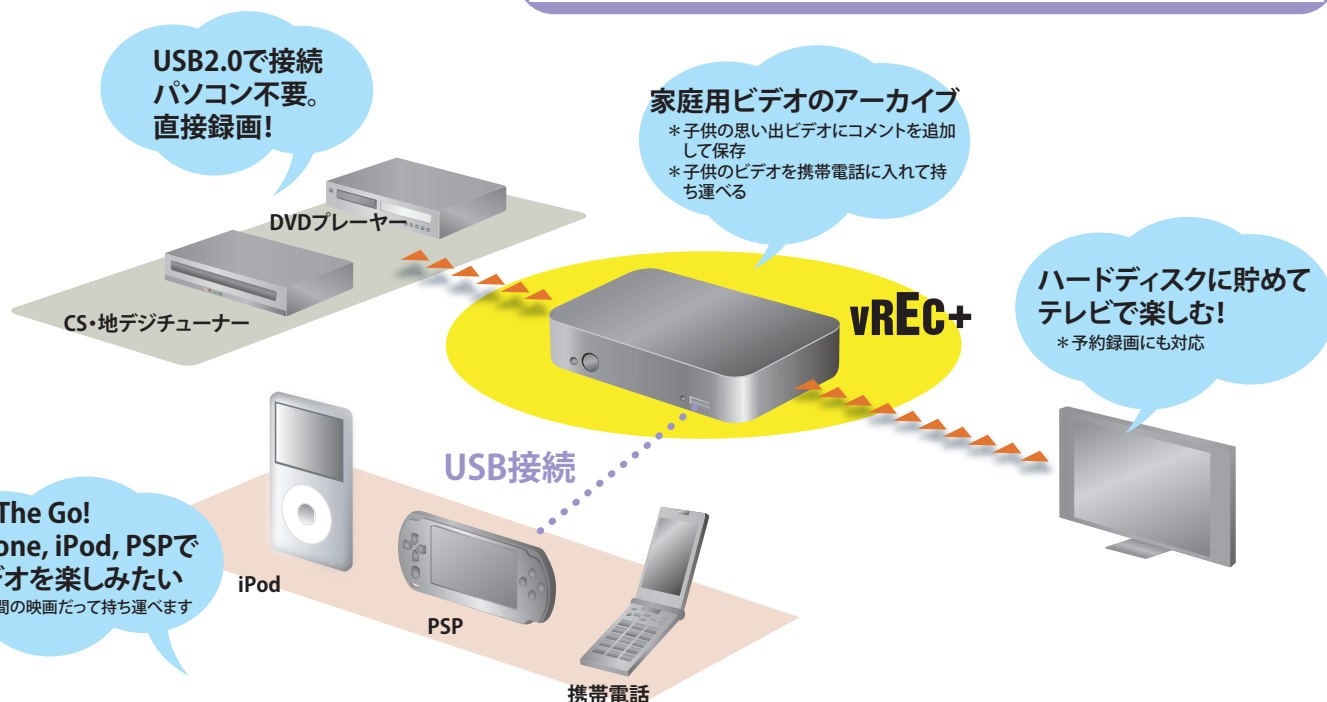 USB2.0で接続
パソコン不要。
直接録画!
家庭用ビデオのアーカイブ
＊子供の思い出ビデオにコメントを追加
して保存
＊子供のビデオを携帯電話に入れて持
ち運べる
DVDプレーヤー
CS・地デジチューナー
vREC+
ハードディスクに貯めて
テレビで楽しむ!
＊予約録画にも対応
USB接続
The Go!
one, iPod, PSPで
デオを楽しみたい
間の映画だって持ち運べます
iPod
PSP
携帯電話